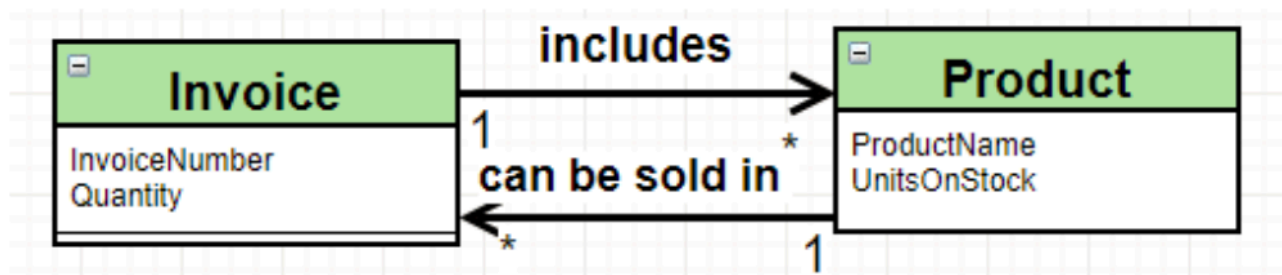 includes
Invoice
Product
1
*
InvoiceNumber
Quantity
can be sold in
ProductName
UnitsOnStock
*
1